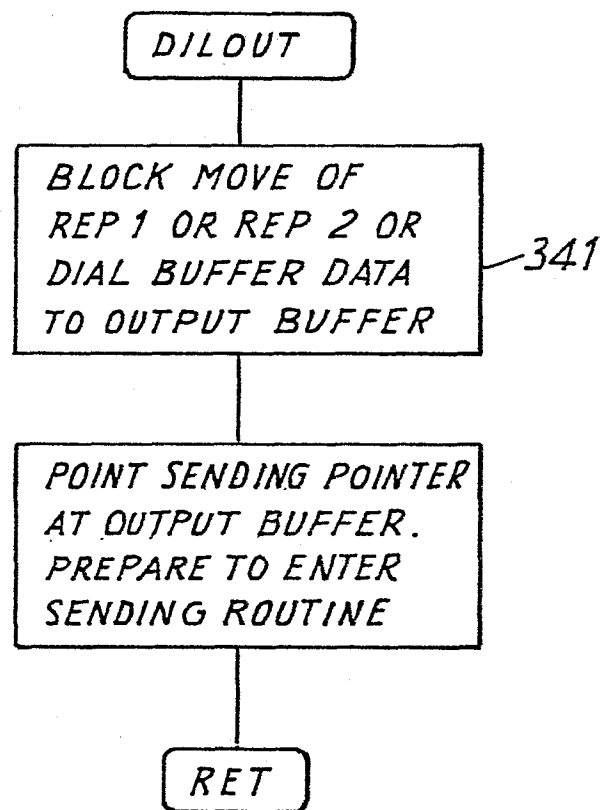 DILOUT
BLOCK MOVE OF
REP 1 OR REP 2 OR
DIAL BUFFER DATA
TO OUTPUT BUFFER
341
POINT SENDING POINTER
AT OUTPUT BUFFER.
PREPARE TO ENTER
SENDING ROUTINE
RET